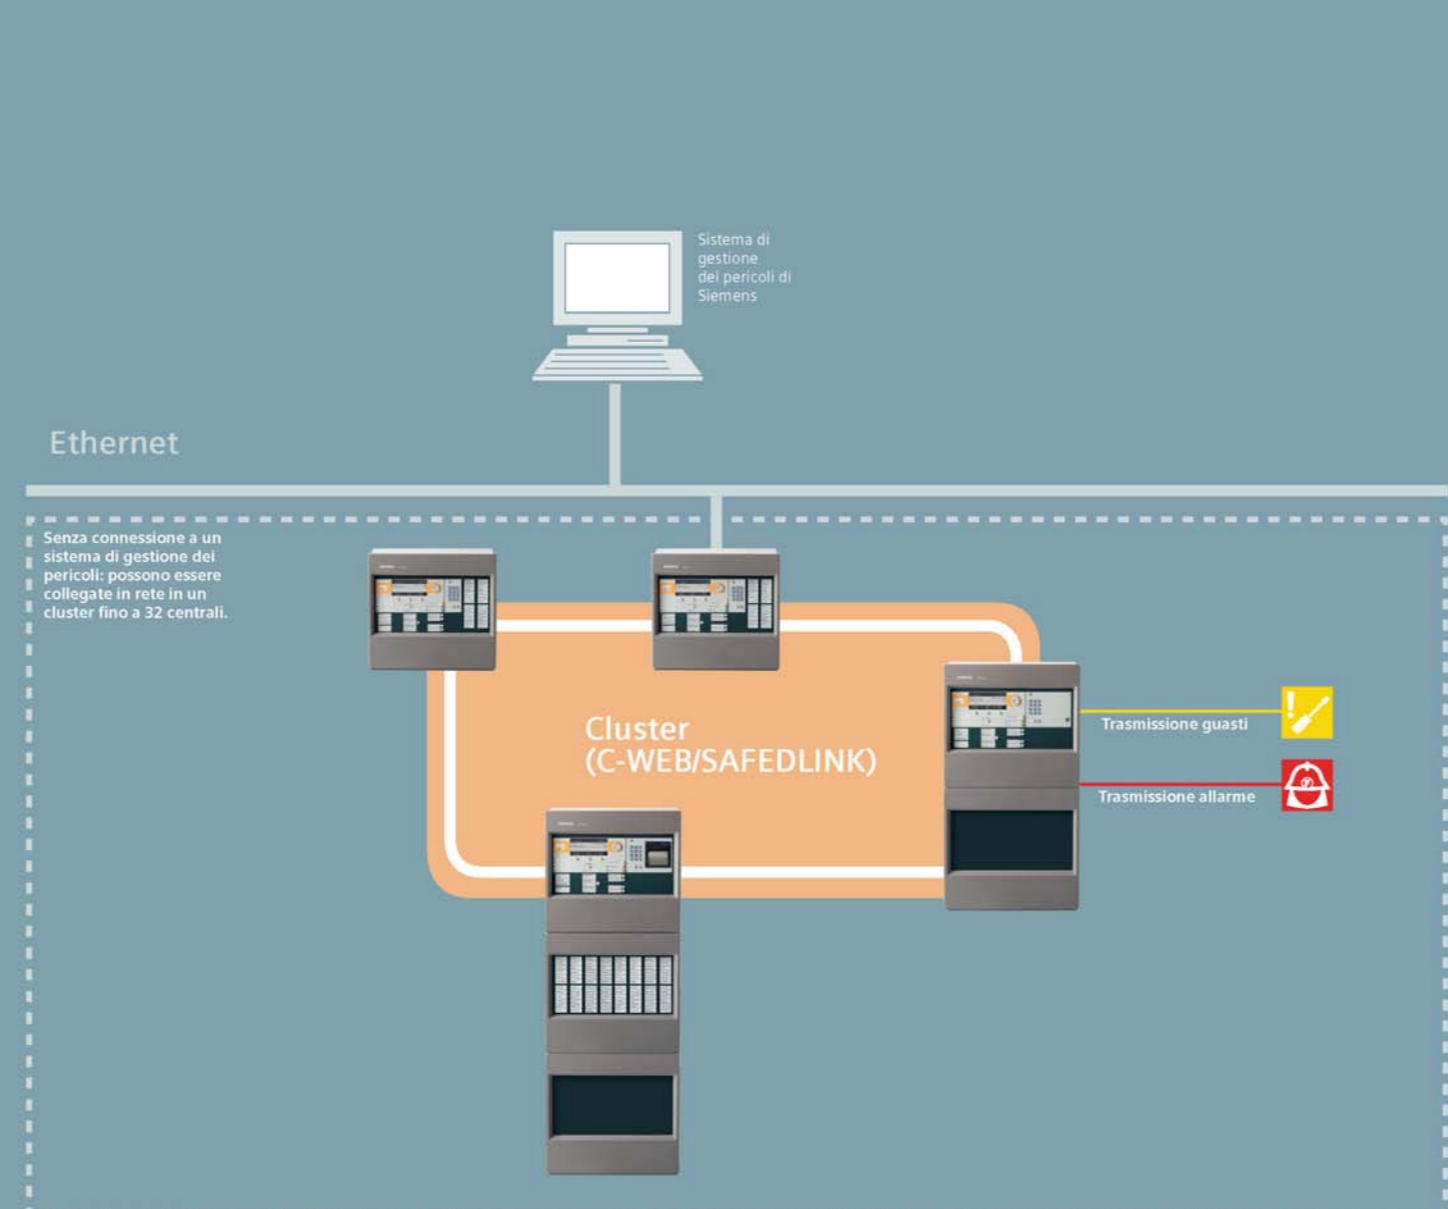 Sistema di
gestione
dei pericoli di
Siemens
Ethernet
Senza connessione a un
sistema di gestione dei
pericoli: possono essere
collegate in rete in un
cluster fino a 32 centrali.
Cluster
(C-WEB/SAFEDLINK)
Trasmissione guasti
Trasmissione allarme